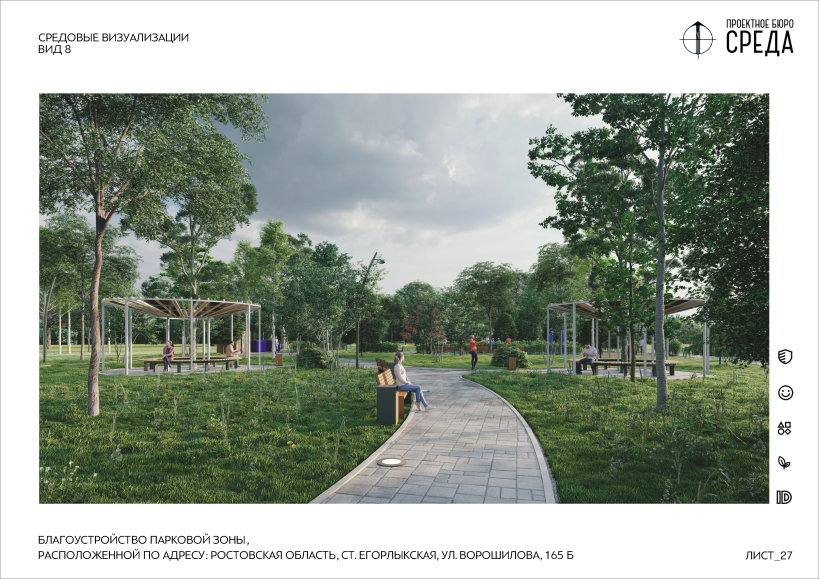 СРЕДОВЫЕ ВИЗУАЛИЗАЦИИ
ВИД 8
ПРОЕКТНОЕ БЮРО
СРЕДА
БЛАГОУСТРОЙСТВО ПАРКОВОЙ ЗОНЫ,
РАСПОЛОЖЕННОЙ ПО АДРЕСУ: РОСТОВСКАЯ ОБЛАСТЬ, СТ. ЕГОРЛЫКСКАЯ, УЛ. ВОРОШИЛОВА, 165 Б
ЛИСТ_27